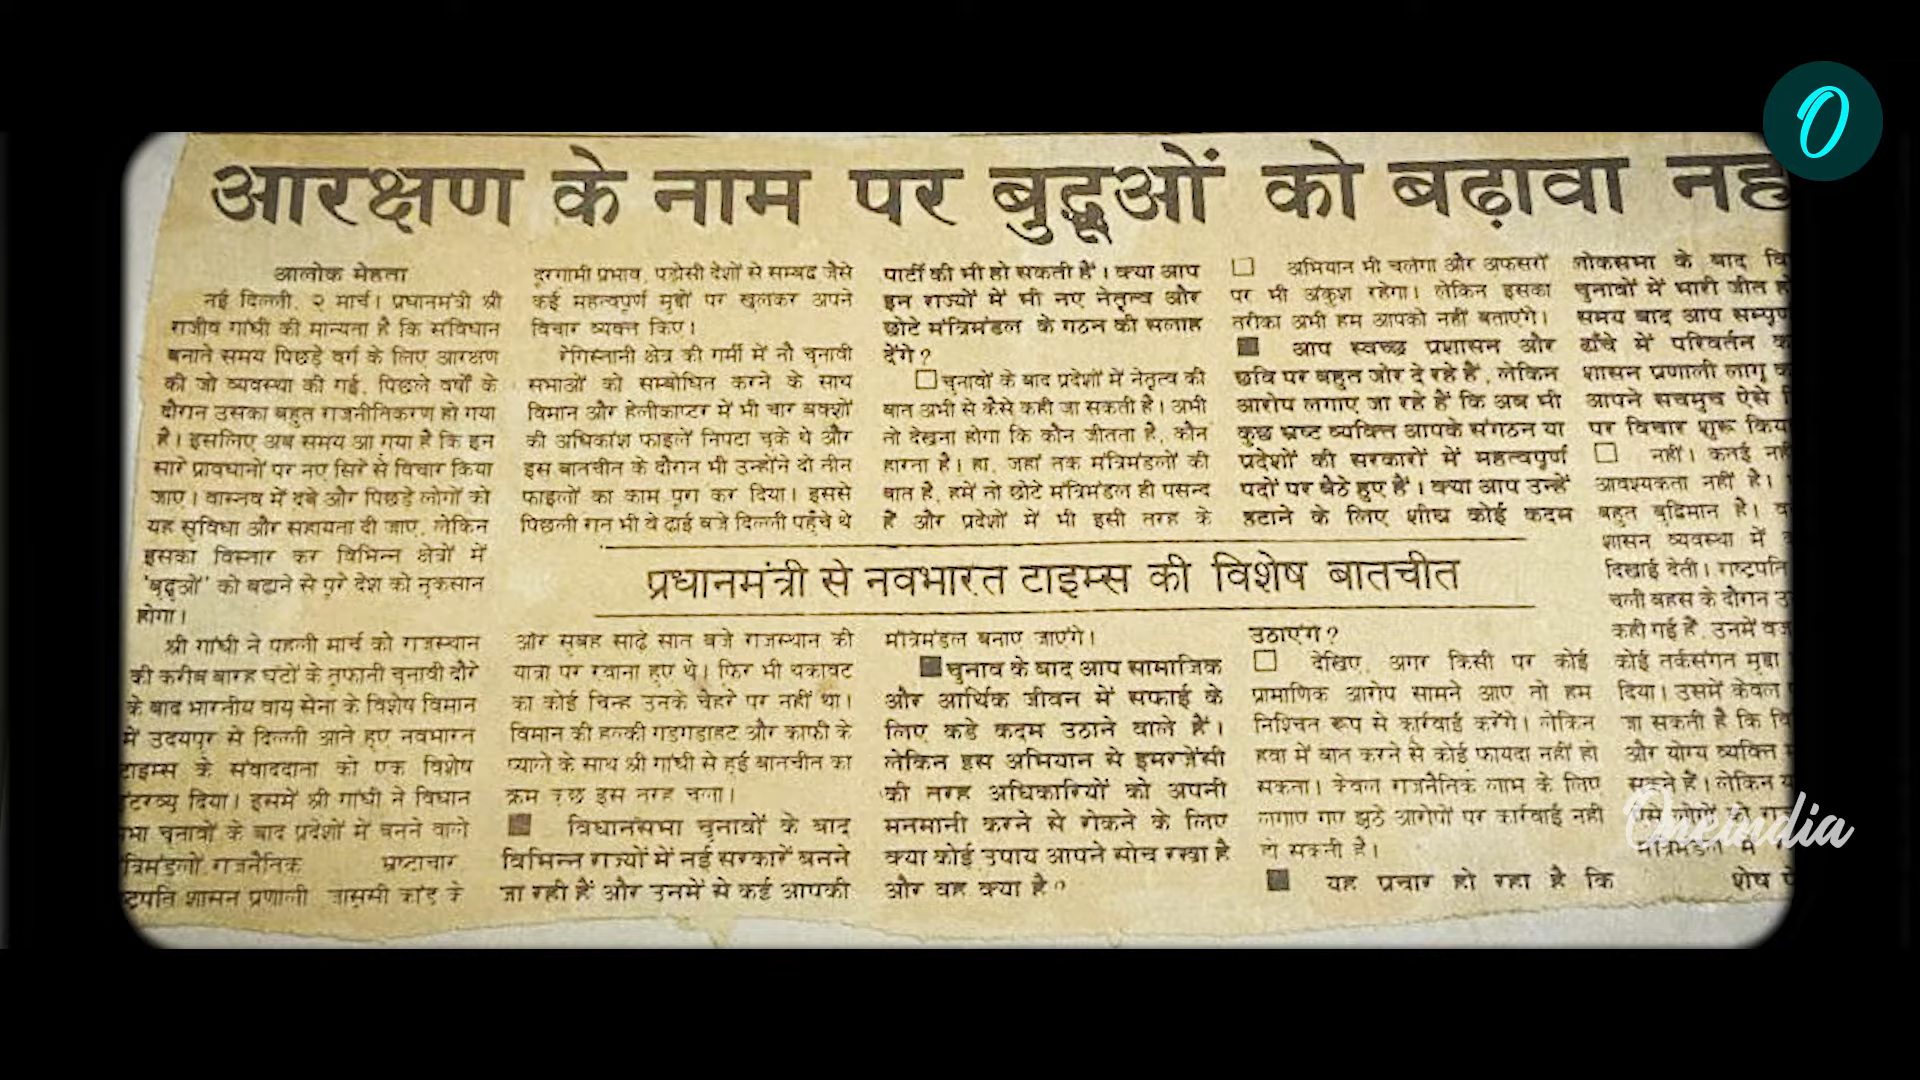 आरक्षण के नाम पर बुद्धूओं को बढ़ावा नह
आलोक मेहता
नई दिल्ली, २ मार्च। प्रधानमंत्री श्री
राजीव गांधी की मान्यता है कि संविधान
बनाते समय पिछड़े वर्ग के लिए आरक्षण
की जो व्यवस्था की गई, पिछले वर्षों के
दौरान उसका बहुत राजनीतिकरण हो गया
है। इसलिए अब समय आ गया है कि इन
सारे प्रावधानों पर नए सिरे से विचार किया
जाए। वास्तव में दबे और पिछड़े लोगों को
यह सुविधा और सहायता दी जाए, लेकिन
इसका विस्तार कर विभिन्न क्षेत्रों में
'बुद्धूओं' को बढ़ाने से पूरे देश को नुकसान
होगा।
श्री गांधी ने पहली मार्च को राजस्थान
की करीब बारह घंटों के तूफानी चुनावी दौरे
के बाद भारतीय वायु सेना के विशेष विमान
में उदयपुर से दिल्ली आते हुए नवभारत
टाइम्स के संवाददाता को एक विशेष
इंटरव्यू दिया। इसमें श्री गांधी ने विधान
भा चुनावों के बाद प्रदेशों में बनने वाले
त्रिमंडलों राजनैतिक भ्रष्टाचार
ष्ट्रपति शासन प्रणाली जासूसी कांड के
दूरगामी प्रभाव, पड़ोसी देशों से सम्बद्ध जैसे
कई महत्वपूर्ण मुद्दों पर खुलकर अपने
विचार व्यक्त किए।
रेगिस्तानी क्षेत्र की गर्मी में नौ चुनावी
सभाओं को सम्बोधित करने के साथ
विमान और हेलीकाप्टर में भी चार बक्शों
की अधिकांश फाइलें निपटा चुके थे और
इस बातचीत के दौरान भी उन्होंने दो तीन
फाइलों का काम पूरा कर दिया। इससे
पिछली रात भी वे ढाई बजे दिल्ली पहुंचे थे
प्रधानमंत्री से नवभारत टाइम्स की विशेष बातचीत
और सुबह साढ़े सात बजे राजस्थान की
यात्रा पर रवाना हुए थे। फिर भी थकावट
का कोई चिन्ह उनके चेहरे पर नहीं था।
विमान की हल्की गड़गड़ाहट और काफी के
प्याले के साथ श्री गांधी से हुई बातचीत का
क्रम कुछ इस तरह चला।
■ विधानसभा चुनावों के बाद
विभिन्न राज्यों में नई सरकारें बनने
जा रही हैं और उनमें से कई आपकी
पार्टी की भी हो सकती हैं। क्या आप
इन राज्यों में भी नए नेतृत्व और
छोटे मंत्रिमंडल के गठन की सलाह
देंगे?
□ चुनावों के बाद प्रदेशों में नेतृत्व की
बात अभी से कैसे कही जा सकती है। अभी
तो देखना होगा कि कौन जीतता है, कौन
हारता है। हां, जहां तक मंत्रिमंडलों की
बात है, हमें तो छोटे मंत्रिमंडल ही पसन्द
हैं और प्रदेशों में भी इसी तरह के
मंत्रिमंडल बनाए जाएंगे।
■ चुनाव के बाद आप सामाजिक
और आर्थिक जीवन में सफाई के
लिए कड़े कदम उठाने वाले हैं।
लेकिन इस अभियान से इमरजेंसी
की तरह अधिकारियों को अपनी
मनमानी करने से रोकने के लिए
क्या कोई उपाय आपने सोच रखा है
और वह क्या है?
□ अभियान भी चलेगा और अफसरों
पर भी अंकुश रहेगा। लेकिन इसका
तरीका अभी हम आपको नहीं बताएंगे।
■ आप स्वच्छ प्रशासन और
छवि पर बहुत जोर दे रहे हैं, लेकिन
आरोप लगाए जा रहे हैं कि अब भी
कुछ भ्रष्ट व्यक्ति आपके संगठन या
प्रदेशों की सरकारों में महत्वपूर्ण
पदों पर बैठे हुए हैं। क्या आप उन्हें
हटाने के लिए शीघ्र कोई कदम
उठाएंगे?
□ देखिए, अगर किसी पर कोई
प्रामाणिक आरोप सामने आए तो हम
निश्चित रूप से कार्रवाई करेंगे। लेकिन
हवा में बात करने से कोई फायदा नहीं हो
सकता। केवल राजनैतिक लाभ के लिए
लगाए गए झूठे आरोपों पर कार्रवाई नहीं
हो सकती है।
■ यह प्रचार हो रहा है कि
लोकसभा के बाद वि
चुनावों में भारी जीत ह
समय बाद आप सम्पूर्ण
ढांचे में परिवर्तन क
शासन प्रणाली लागू क
आपने सचमुच ऐसे
पर विचार शुरू किय
□ नहीं। कतई नह
आवश्यकता नहीं है।
बहुत बुद्धिमान है। व
शासन व्यवस्था में
दिखाई देती। राष्ट्रपति
चली बहस के दौरान उ
कही गई हैं, उनमें वज
कोई तर्कसंगत मुद्दा
दिया। उसमें केवल
जा सकती है कि वि
और योग्य व्यक्ति
सकते हैं। लेकिन य
ऐसे लोगों को रा
मंत्रिमंडल में
शेष
Oneindia